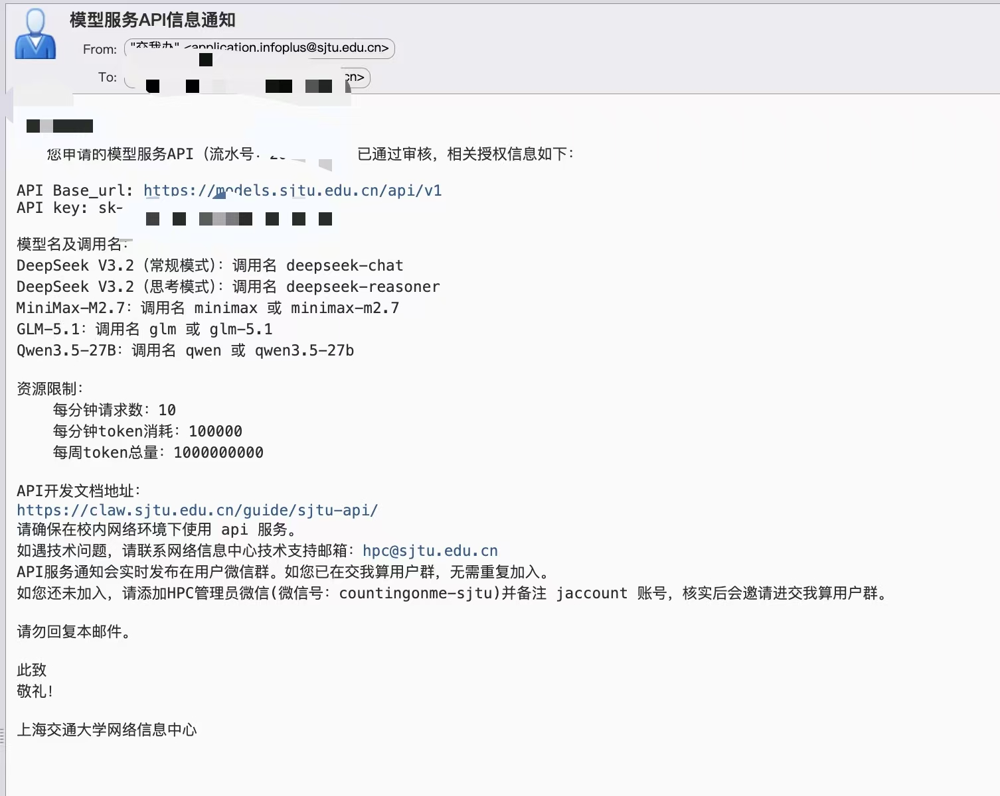 模型服务API信息通知
From: "交我办" <application.infoplus@sjtu.edu.cn>
To: cn>
您申请的模型服务API（流水号: 已通过审核，相关授权信息如下：
API Base_url: https://models.sjtu.edu.cn/api/v1
API key: sk-
模型名及调用名：
DeepSeek V3.2（常规模式）：调用名 deepseek-chat
DeepSeek V3.2（思考模式）：调用名 deepseek-reasoner
MiniMax-M2.7：调用名 minimax 或 minimax-m2.7
GLM-5.1：调用名 glm 或 glm-5.1
Qwen3.5-27B：调用名 qwen 或 qwen3.5-27b
资源限制：
每分钟请求数：10
每分钟token消耗：100000
每周token总量：1000000000
API开发文档地址：
https://claw.sjtu.edu.cn/guide/sjtu-api/
请确保在校内网络环境下使用 api 服务。
如遇技术问题，请联系网络信息中心技术支持邮箱：hpc@sjtu.edu.cn
API服务通知会实时发布在用户微信群。如您已在交我算用户群，无需重复加入。
如您还未加入，请添加HPC管理员微信(微信号：countingonme-sjtu)并备注 jaccount 账号，核实后会邀请进交我算用户群。
请勿回复本邮件。
此致
敬礼！
上海交通大学网络信息中心